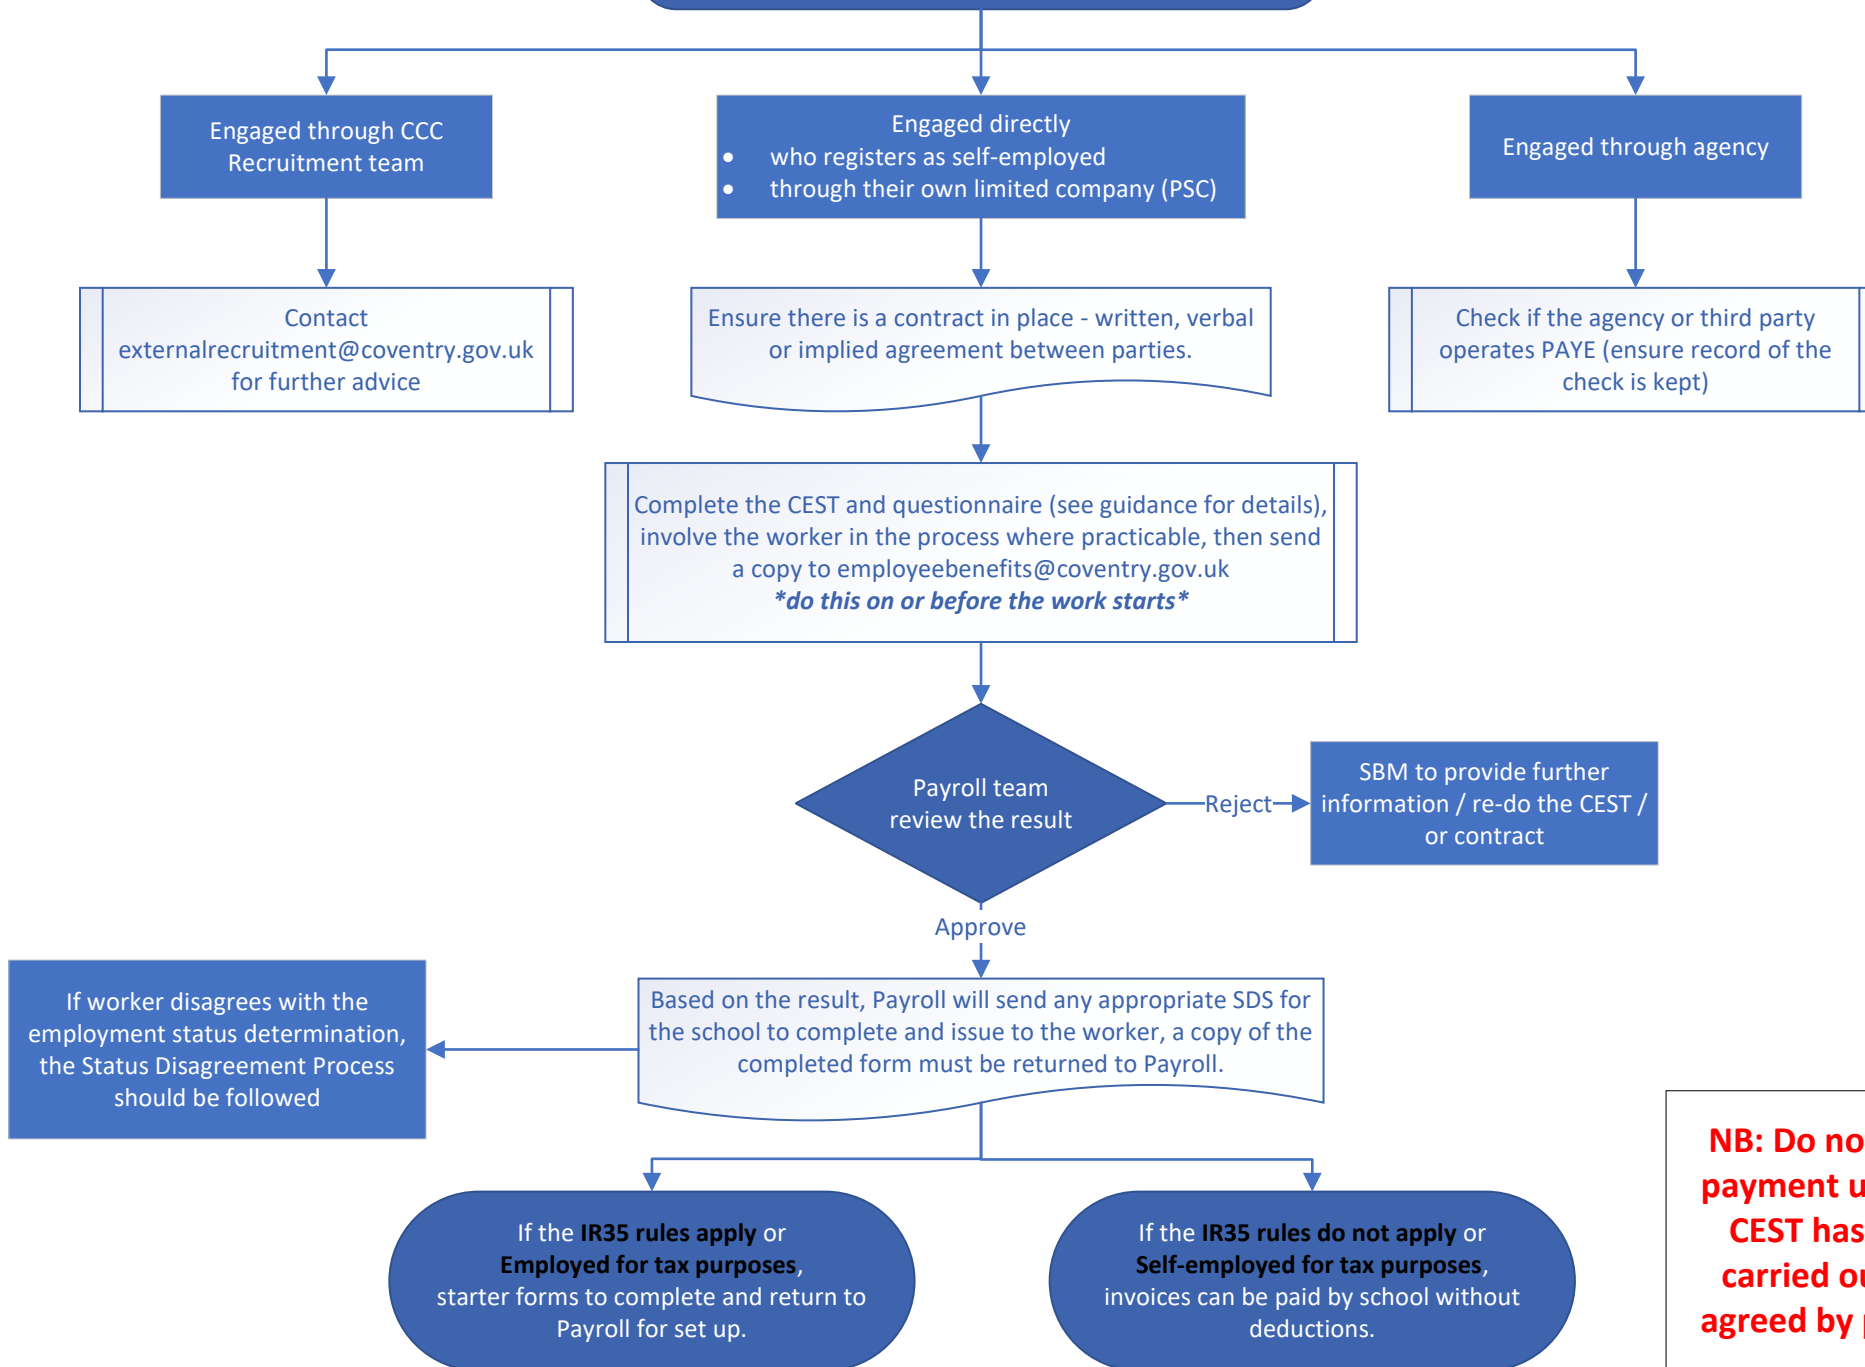 Engaged through CCC
Recruitment team
Engaged directly
• who registers as self-employed
• through their own limited company (PSC)
Engaged through agency
Contact
externalrecruitment@coventry.gov.uk
for further advice
Ensure there is a contract in place - written, verbal
or implied agreement between parties.
Check if the agency or third party
operates PAYE (ensure record of the
check is kept)
Complete the CEST and questionnaire (see guidance for details),
involve the worker in the process where practicable, then send
a copy to employeebenefits@coventry.gov.uk
*do this on or before the work starts*
Payroll team
review the result
Reject
SBM to provide further
information / re-do the CEST /
or contract
Approve
If worker disagrees with the
employment status determination,
the Status Disagreement Process
should be followed
Based on the result, Payroll will send any appropriate SDS for
the school to complete and issue to the worker, a copy of the
completed form must be returned to Payroll.
If the IR35 rules apply or
Employed for tax purposes,
starter forms to complete and return to
Payroll for set up.
If the IR35 rules do not apply or
Self-employed for tax purposes,
invoices can be paid by school without
deductions.
NB: Do
payment
CEST has
carried
agreed by